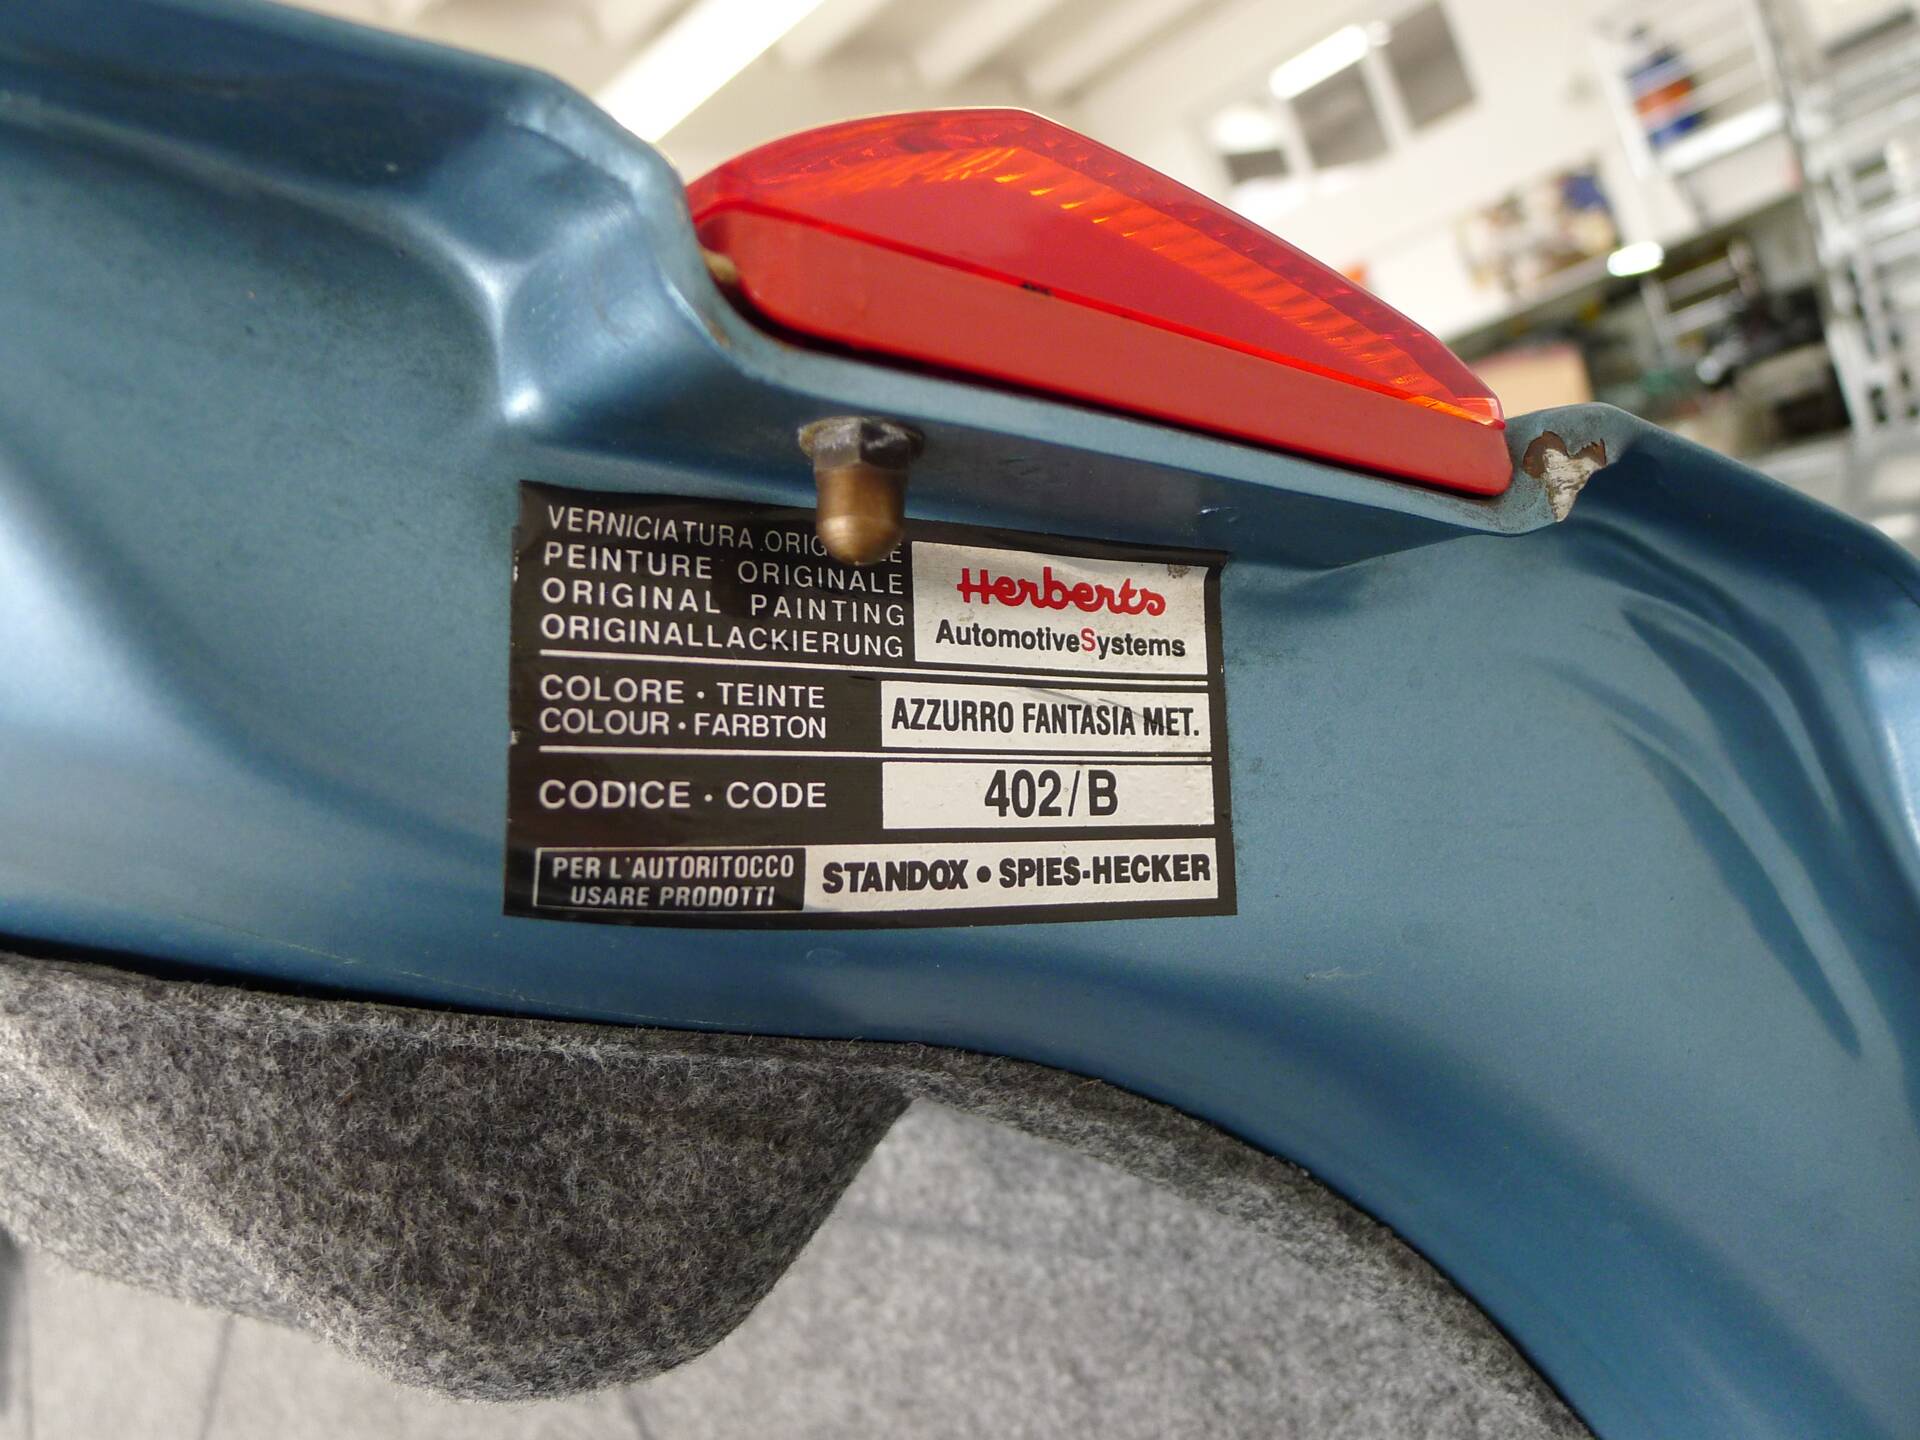 VERNICIATURA ORIGINALE
PEINTURE ORIGINALE
ORIGINAL PAINTING
ORIGINALLACKIERUNG
Herberts
AutomotiveSystems
COLORE · TEINTE
COLOUR · FARBTON
AZZURRO FANTASIA MET.
CODICE · CODE
402/B
PER L'AUTORITOCCO
USARE PRODOTTI
STANDOX • SPIES-HECKER